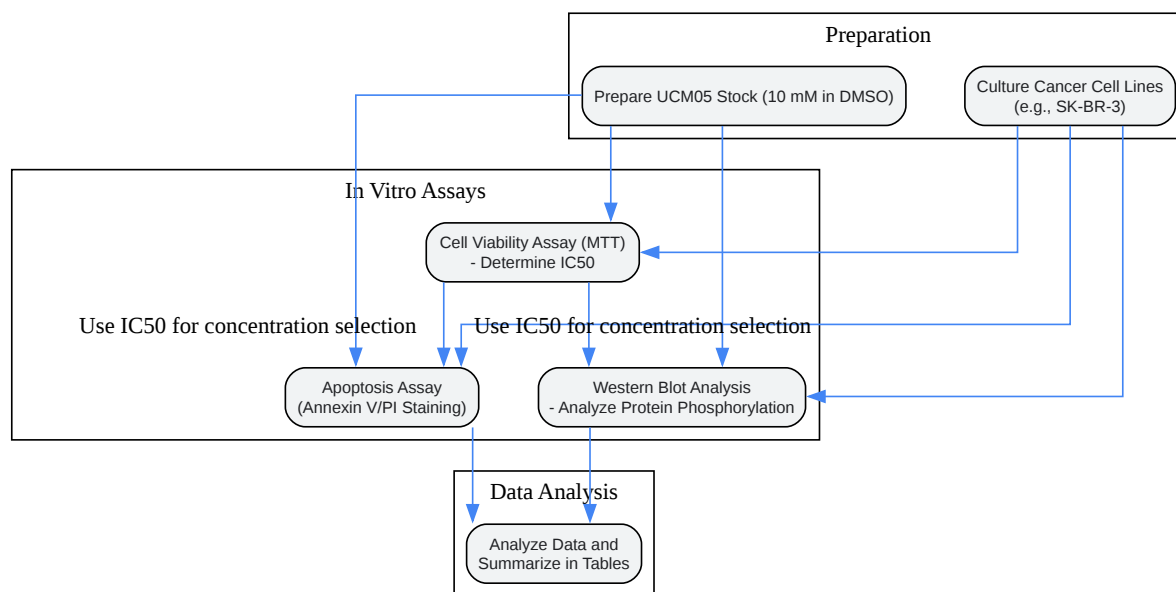 Preparation
Prepare UCM05 Stock (10 mM in DMSO)
Culture Cancer Cell Lines
(e.g., SK-BR-3)
In Vitro Assays
Cell Viability Assay (MTT)
- Determine IC50
Use IC50 for concentration selection
Use IC50 for concentration selection
Apoptosis Assay
(Annexin V/PI Staining)
Western Blot Analysis
- Analyze Protein Phosphorylation
Data Analysis
Analyze Data and
Summarize in Tables